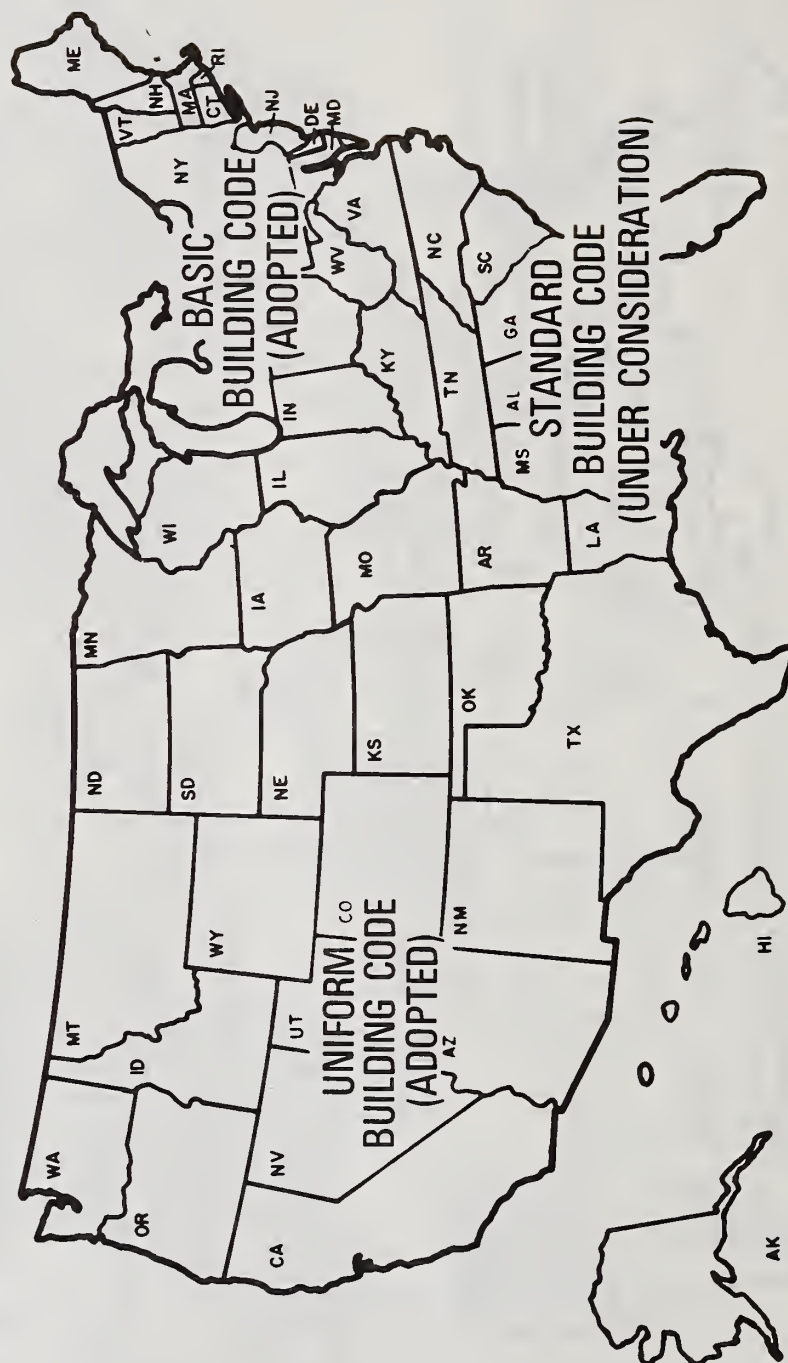 WA
OR
CA
NV
ID
MT
WY
UT
CO
AZ
NM
ND
SD
NE
KS
OK
TX
MN
IA
MO
AR
LA
WI
IL
IN
KY
TN
MS
AL
GA
SC
NC
VA
WV
MD
DE
NJ
NY
CT
RI
MA
NH
VT
ME
AK
HI
UNIFORM
BUILDING CODE
(ADOPTED)
BASIC
BUILDING CODE
(ADOPTED)
STANDARD
BUILDING CODE
(UNDER CONSIDERATION)